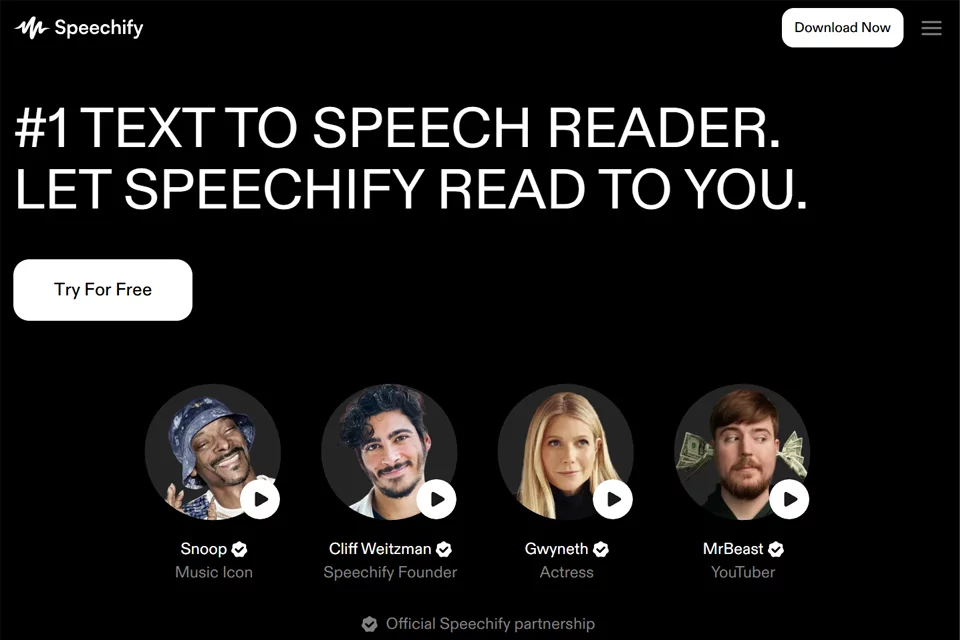 Speechify
Download Now
#1 TEXT TO SPEECH READER.
LET SPEECHIFY READ TO YOU.
Try For Free
Snoop
Music Icon
Cliff Weitzman
Speechify Founder
Gwyneth
Actress
MrBeast
YouTuber
Official Speechify partnership